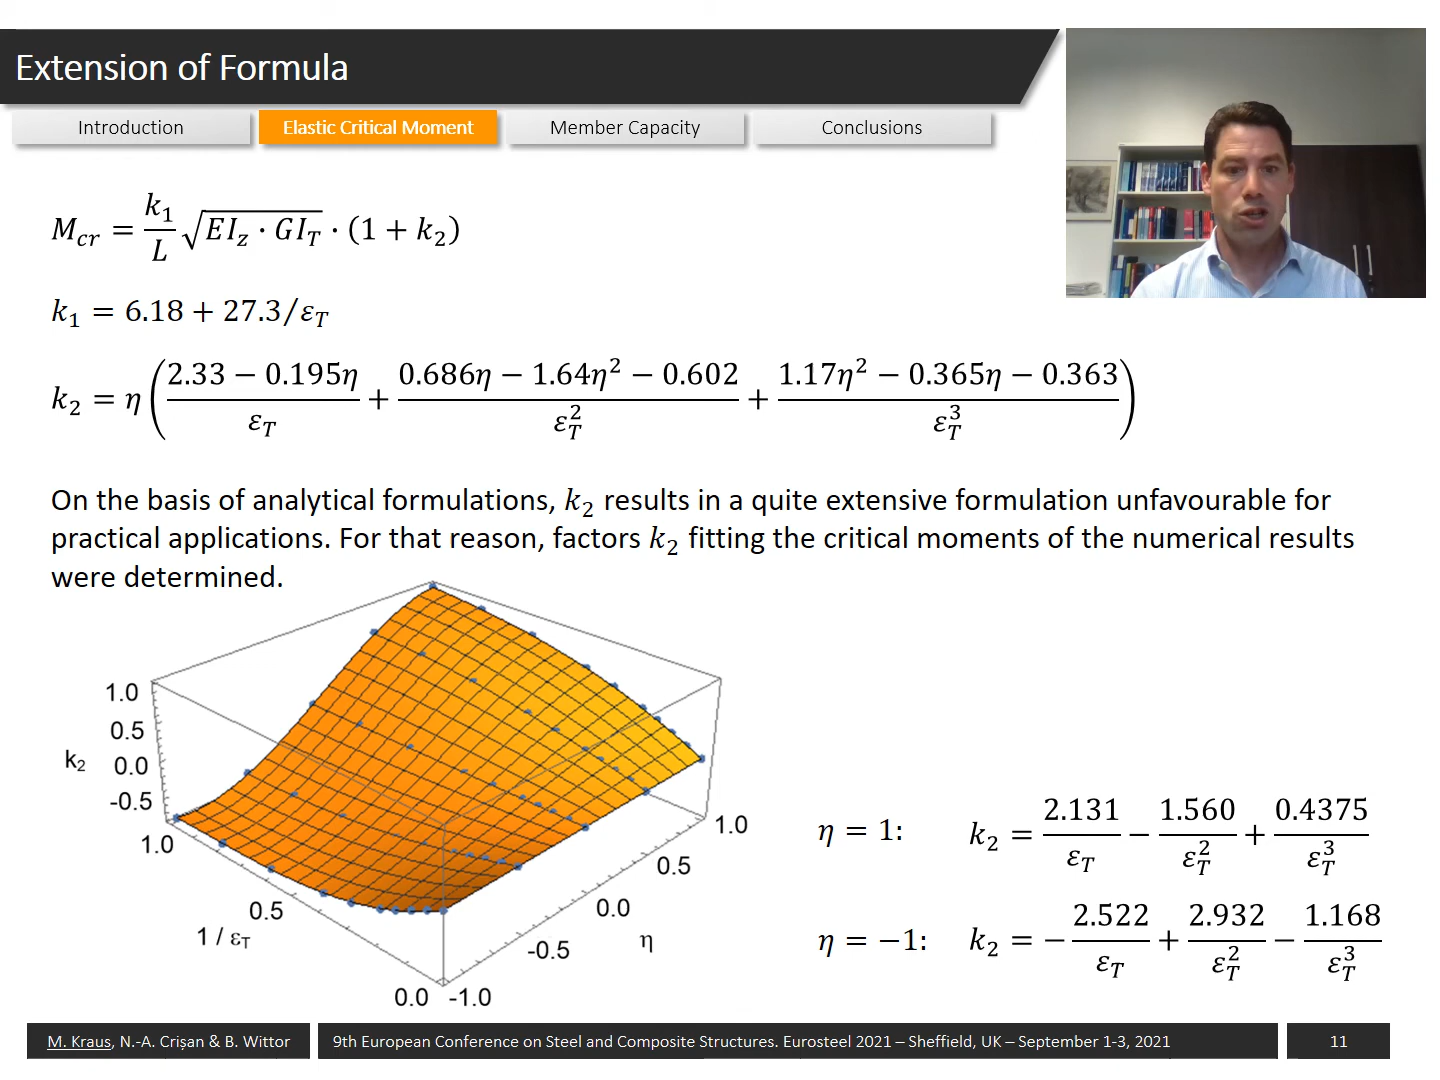 Extension of Formula
Introduction
Elastic Critical Moment
Member Capacity
Conclusions
M_cr = k_1/L √(EI_z · GI_T) · (1 + k_2)
k_1 = 6.18 + 27.3/ε_T
k_2 = η((2.33 − 0.195η)/ε_T + (0.686η − 1.64η² − 0.602)/ε_T² + (1.17η² − 0.365η − 0.363)/ε_T³)
On the basis of analytical formulations, k_2 results in a quite extensive formulation unfavourable for
practical applications. For that reason, factors k_2 fitting the critical moments of the numerical results
were determined.
1.0
0.5
k_2
0.0
-0.5
1.0
0.5
1 / ε_T
0.0
-1.0
-0.5
0.0
η
0.5
1.0
η = 1: k_2 = 2.131/ε_T − 1.560/ε_T² + 0.4375/ε_T³
η = −1: k_2 = − 2.522/ε_T + 2.932/ε_T² − 1.168/ε_T³
M. Kraus, N.-A. Crișan & B. Wittor
9th European Conference on Steel and Composite Structures. Eurosteel 2021 – Sheffield, UK – September 1-3, 2021
11